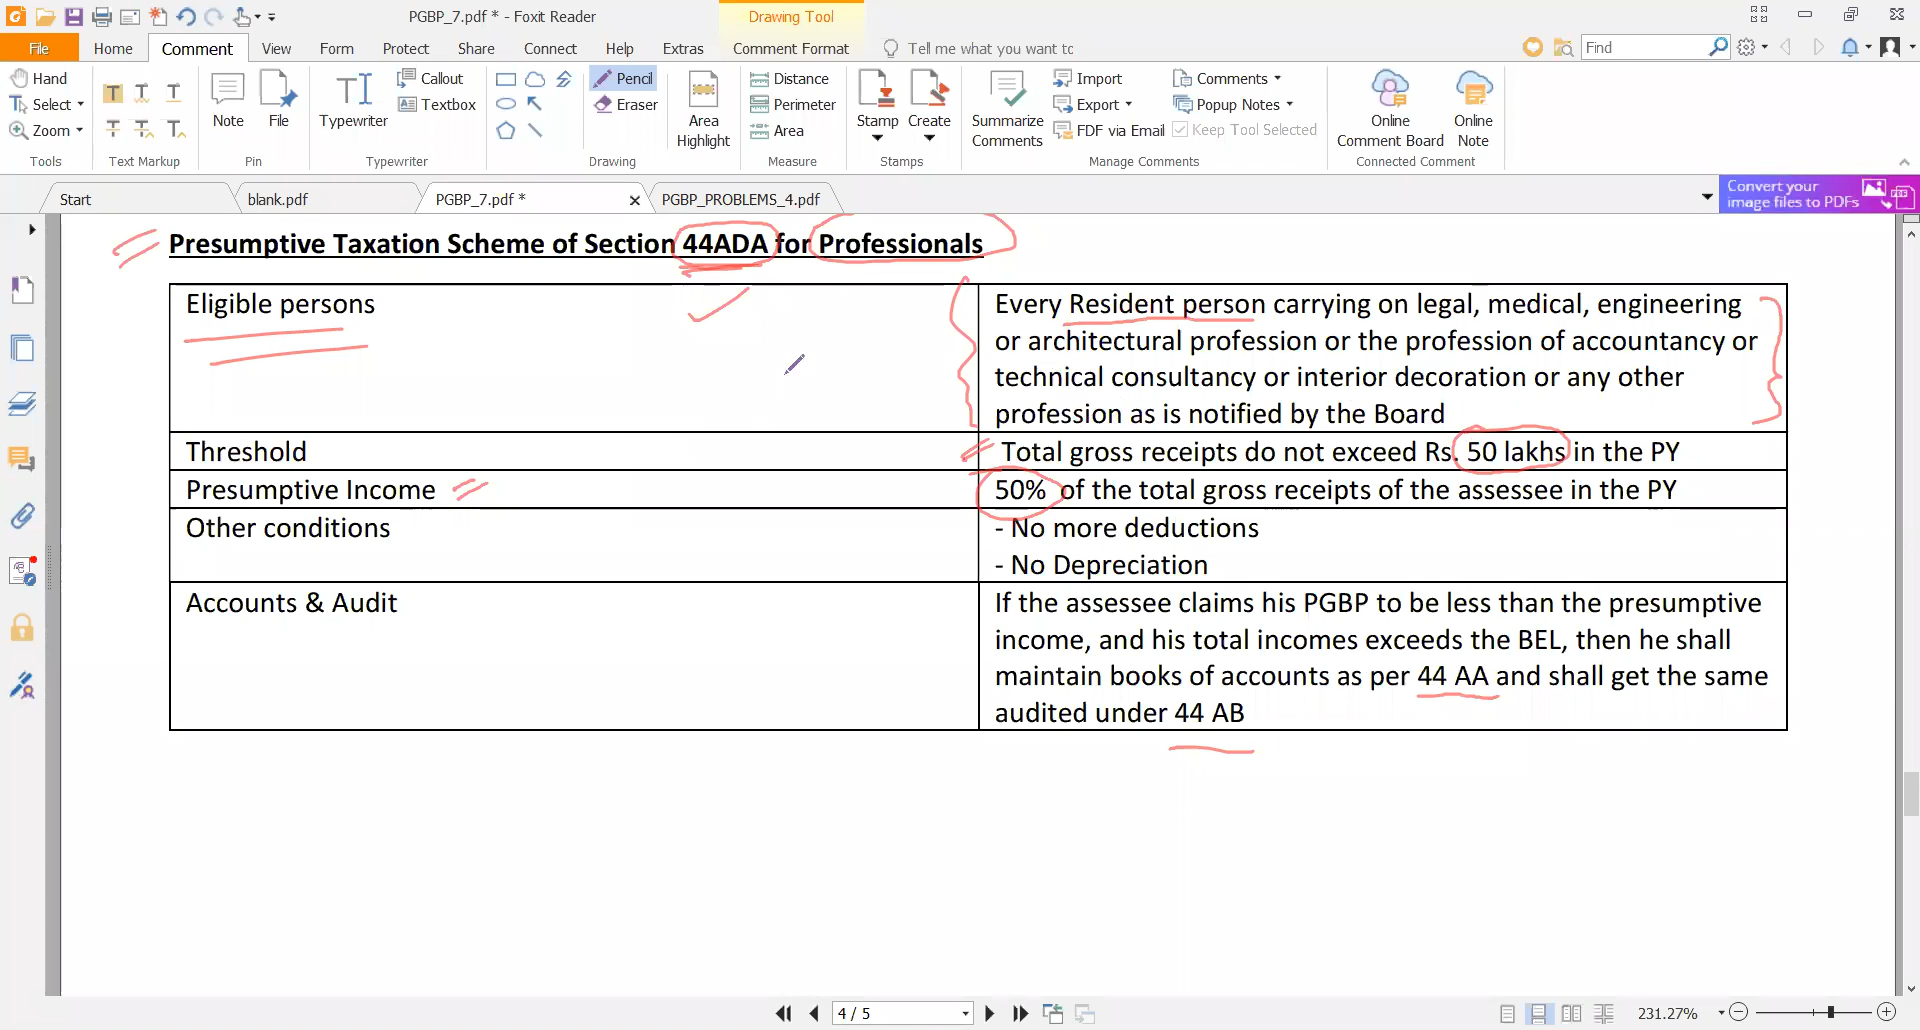 PGBP_7.pdf * - Foxit Reader
Drawing Tool
File
Home
Comment
View
Form
Protect
Share
Connect
Help
Extras
Comment Format
Tell me what you want to
Find
Hand
Select
Zoom
Tools
Text Markup
Note
File
Pin
Typewriter
Callout
Textbox
Typewriter
Pencil
Eraser
Drawing
Area
Highlight
Distance
Perimeter
Area
Measure
Stamp
Create
Stamps
Summarize
Comments
Import
Export
FDF via Email
Comments
Popup Notes
Keep Tool Selected
Manage Comments
Online
Comment Board
Online
Note
Connected Comment
Start
blank.pdf
PGBP_7.pdf *
PGBP_PROBLEMS_4.pdf
Convert your
image files to PDFs
PDF
Presumptive Taxation Scheme of Section 44ADA for Professionals
Eligible persons
Every Resident person carrying on legal, medical, engineering
or architectural profession or the profession of accountancy or
technical consultancy or interior decoration or any other
profession as is notified by the Board
Threshold
Total gross receipts do not exceed Rs. 50 lakhs in the PY
Presumptive Income
50% of the total gross receipts of the assessee in the PY
Other conditions
- No more deductions
- No Depreciation
Accounts & Audit
If the assessee claims his PGBP to be less than the presumptive
income, and his total incomes exceeds the BEL, then he shall
maintain books of accounts as per 44 AA and shall get the same
audited under 44 AB
4 / 5
231.27%